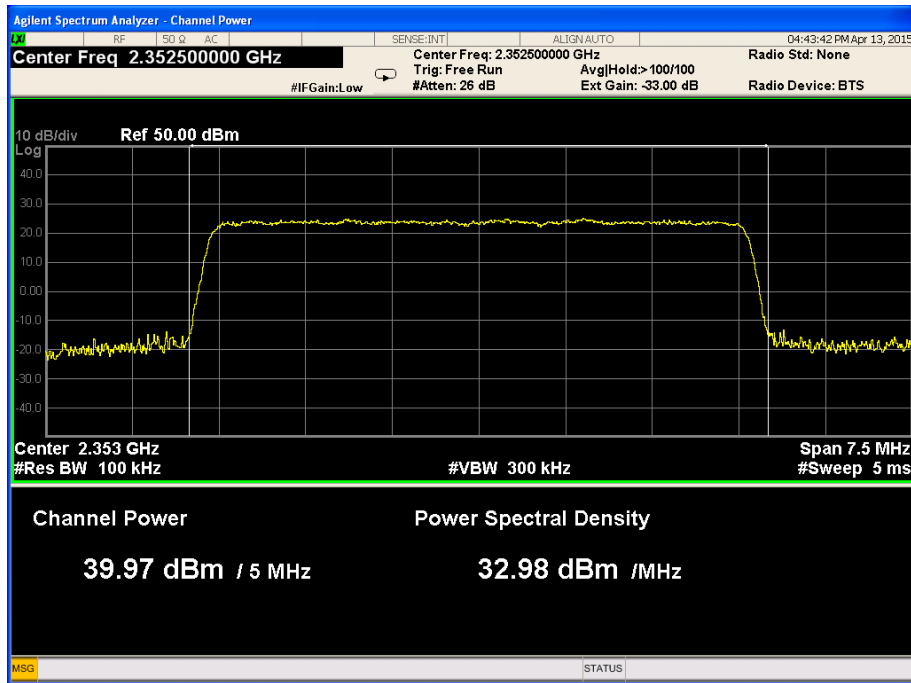 Agilent Spectrum Analyzer - Channel Power
LXI RF 50 Ω AC SENSE:INT ALIGN AUTO 04:43:42 PM Apr 13, 2015
Center Freq 2.352500000 GHz
#IFGain:Low
Center Freq: 2.352500000 GHz
Trig: Free Run Avg|Hold:>100/100
#Atten: 26 dB Ext Gain: -33.00 dB
Radio Std: None
Radio Device: BTS
10 dB/div Ref 50.00 dBm
Log
40.0
30.0
20.0
10.0
0.00
-10.0
-20.0
-30.0
-40.0
Center 2.353 GHz Span 7.5 MHz
#Res BW 100 kHz #VBW 300 kHz #Sweep 5 ms
Channel Power Power Spectral Density
39.97 dBm / 5 MHz 32.98 dBm /MHz
MSG STATUS